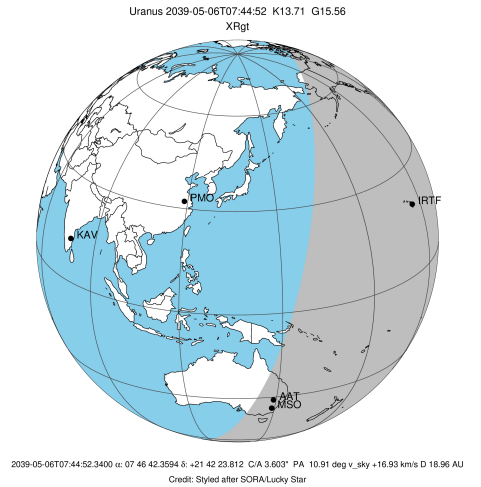 Uranus 2039-05-06T07:44:52  K13.71  G15.56
XRgt
PMO
IRTF
KAV
AAT
MSO
2039-05-06T07:44:52.3400 α: 07 46 42.3594 δ: +21 42 23.812  C/A 3.603"  PA  10.91 deg v_sky +16.93 km/s D 18.96 AU
Credit: Styled after SORA/Lucky Star